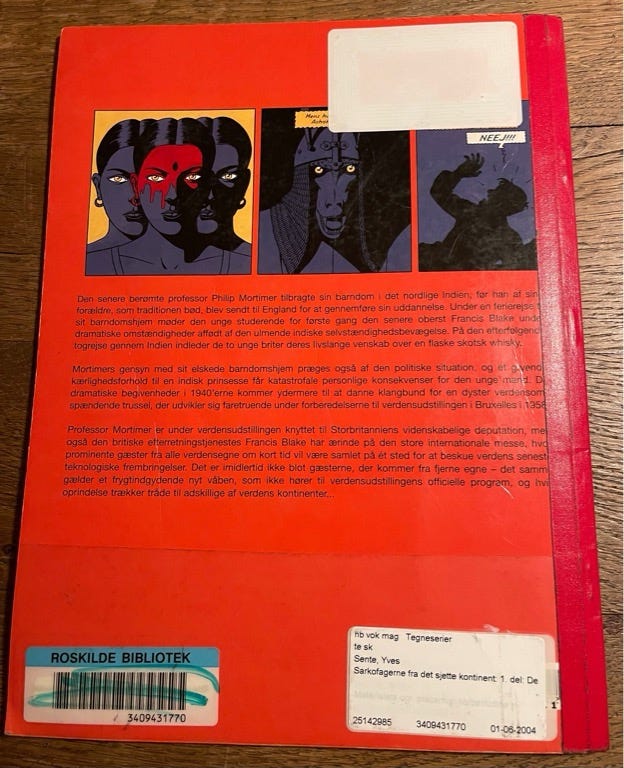 NEEJ!!!
Den senere berømte professor Philip Mortimer tilbragte sin barndom i det nordlige Indien, før han af sin
forældre, som traditionen bød, blev sendt til England for at gennemføre sin uddannelse. Under en ferierejse
sit barndomshjem møder den unge studerende for første gang den senere oberst Francis Blake unde
dramatiske omstændigheder affødt af den ulmende indiske selvstændighedsbevægelse. På den efterfølgend
togrejse gennem Indien indleder de to unge briter deres livslange venskab over en flaske skotsk whisky.
Mortimers gensyn med sit elskede barndomshjem præges også af den politiske situation, og et
kærlighedsforhold til en indisk prinsesse får katastrofale personlige konsekvenser for den unge mand. D
dramatiske begivenheder i 1940'erne kommer ydermere til at danne klangbund for en dyster verdensom
spændende trussel, der udvikler sig faretruende under forberedelserne til verdensudstillingen i Bruxelles i
Professor Mortimer er under verdensudstillingen knyttet til Storbritanniens videnskabelige deputation, me
også den britiske efterretningstjenestes Francis Blake har ærinde på den store internationale messe, hvo
prominente gæster fra alle verdensegne om kort tid vil være samlet på ét sted for at beskue verdens senest
teknologiske frembringelser. Det er imidlertid ikke blot gæsterne, der kommer fra fjerne egne – det samm
gælder et frygtindgydende nyt våben, som ikke hører til verdensudstillingens officielle program, og hvi
oprindelse trækker tråde til adskillige af verdens kontinenter...
ROSKILDE BIBLIOTEK
3409431770
hb vok mag Tegneserier
te sk
Sente, Yves
Sarkofagerne fra det sjette kontinent: 1. del: De
25142985 3409431770 01-06-2004